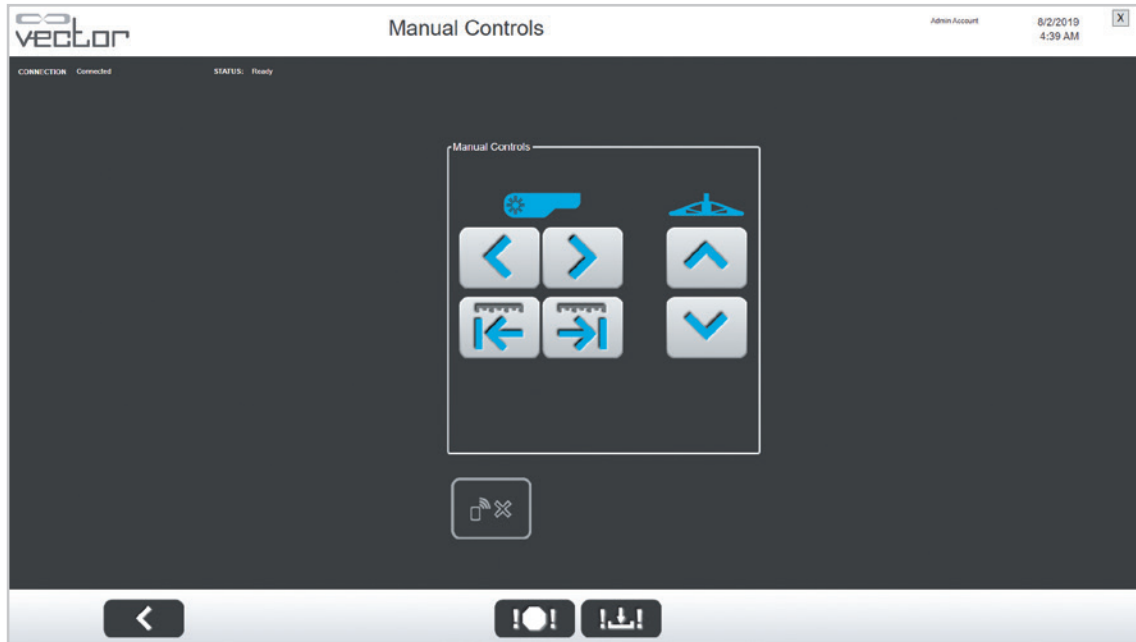 vector
Manual Controls
Admin Account
8/2/2019
4:39 AM
X
CONNECTION Connected
STATUS: Ready
Manual Controls